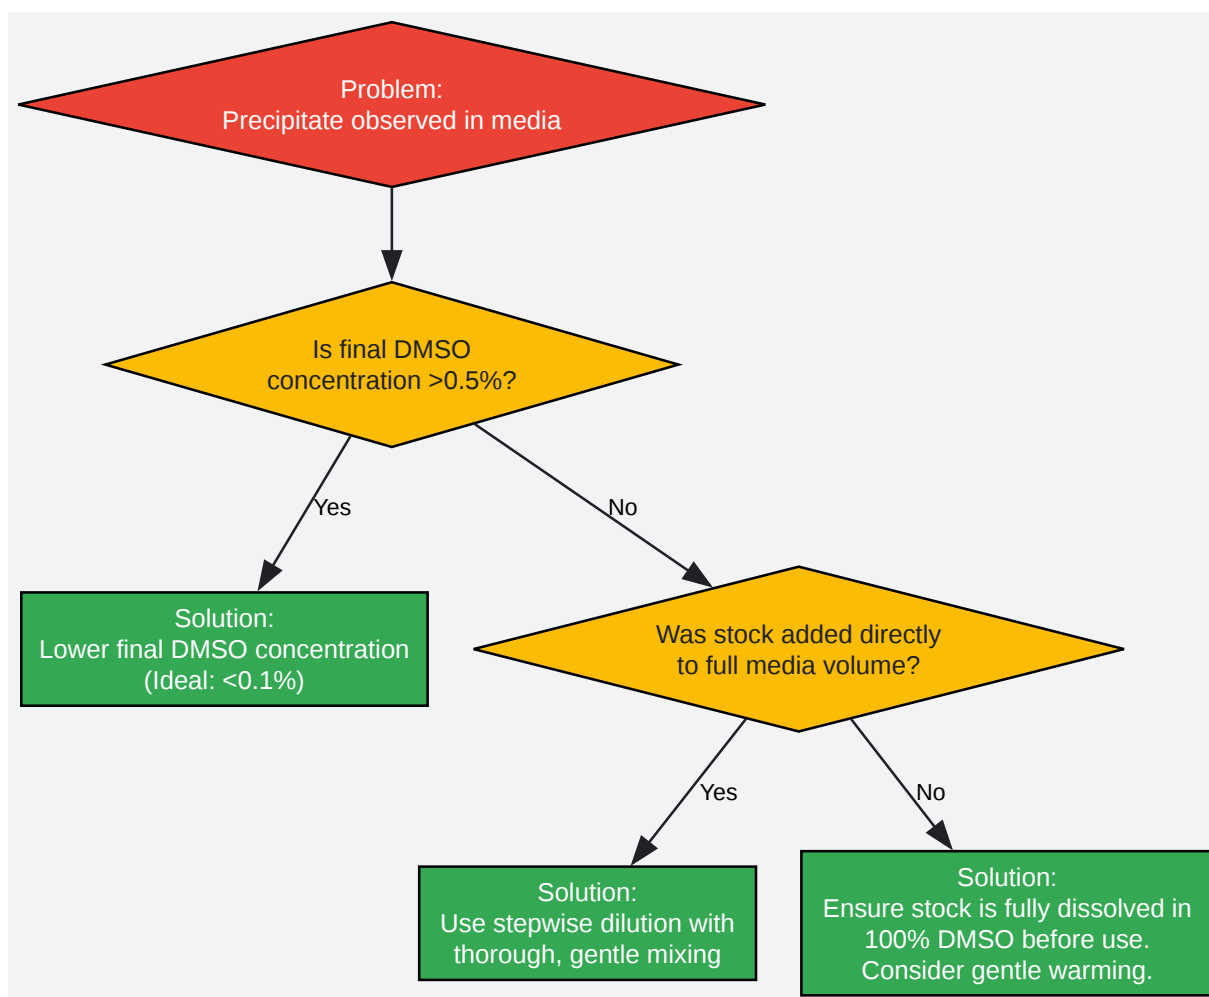 Problem:
Precipitate observed in media
Is final DMSO
concentration >0.5%?
Yes
No
Solution:
Lower final DMSO concentration
(Ideal: <0.1%)
Was stock added directly
to full media volume?
Yes
No
Solution:
Use stepwise dilution with
thorough, gentle mixing
Solution:
Ensure stock is fully dissolved in
100% DMSO before use.
Consider gentle warming.